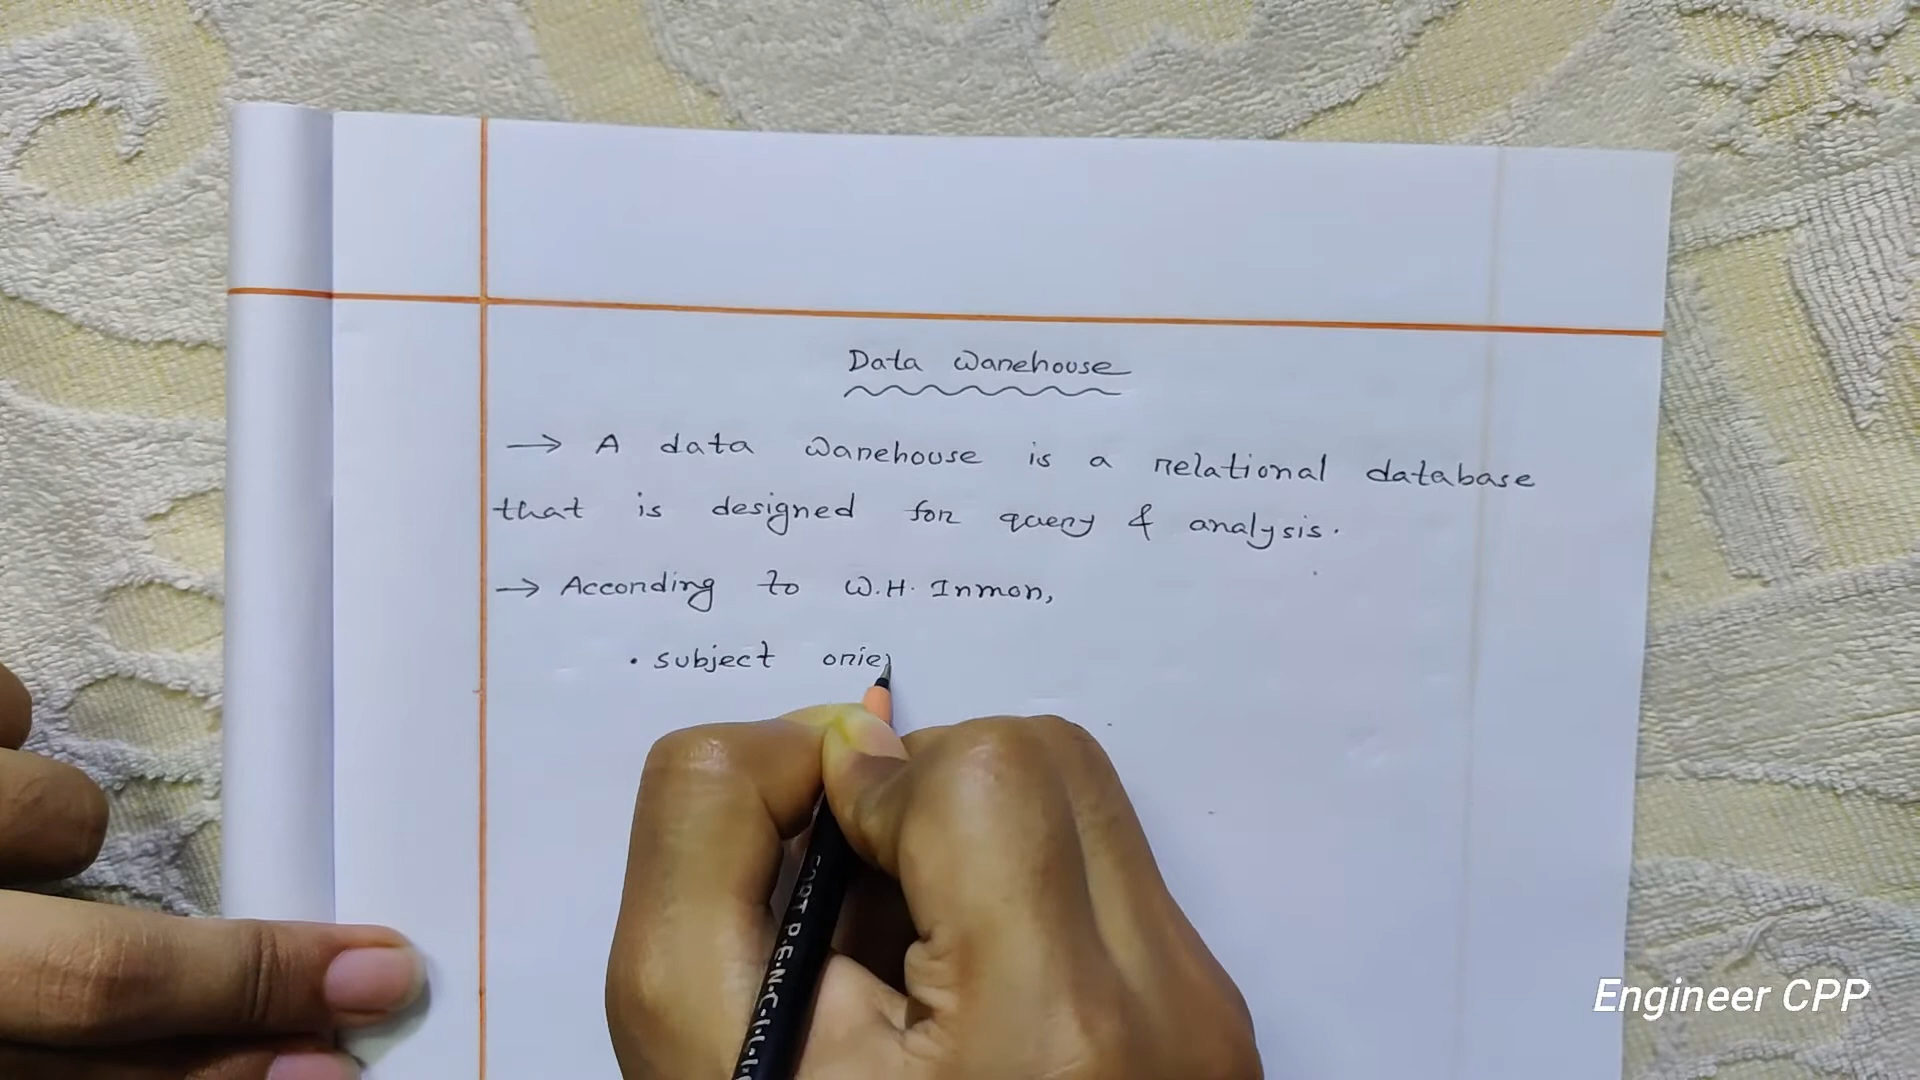 Data Warehouse
→ A data warehouse is a relational database
that is designed for query & analysis.
→ According to W.H. Inmon,
• subject orie
Engineer CPP